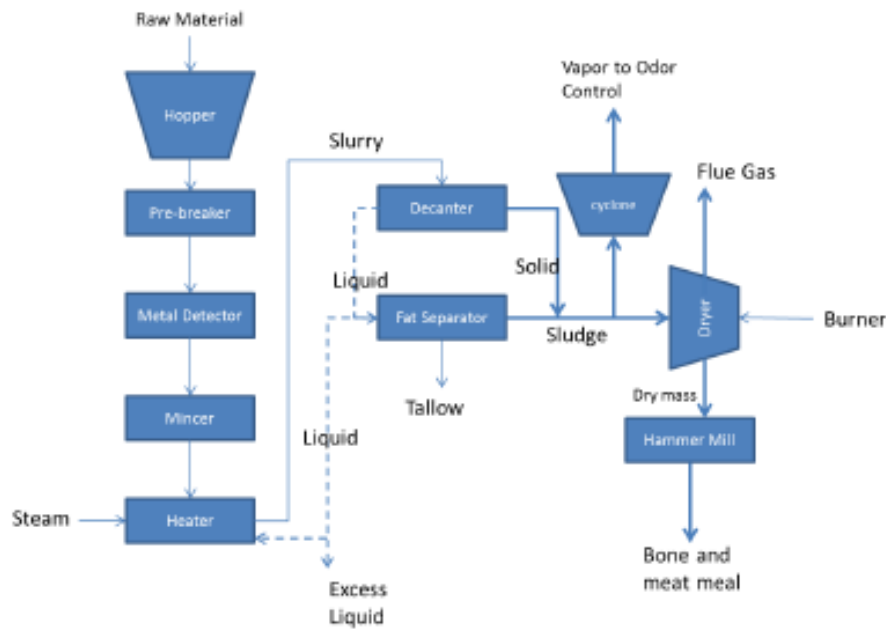 Raw Material
Hopper
Pre-breaker
Metal Detector
Mincer
Steam
Heater
Slurry
Decanter
Liquid
Fat Separator
Tallow
Liquid
Excess
Liquid
Solid
Sludge
Vapor to Odor
Control
cyclone
Flue Gas
Dryer
Burner
Dry mass
Hammer Mill
Bone and
meat meal